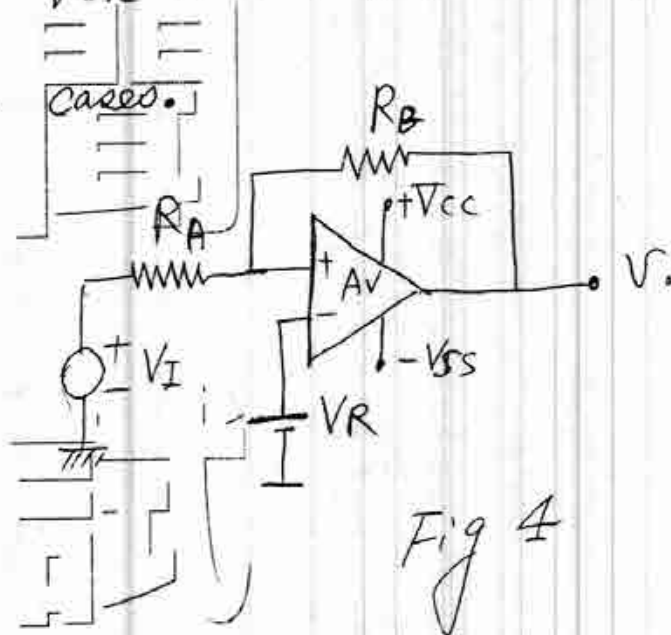 cases.
RB
+Vcc
RA
+
AV
-
+
-
VI
-Vss
VR
V.
Fig 4